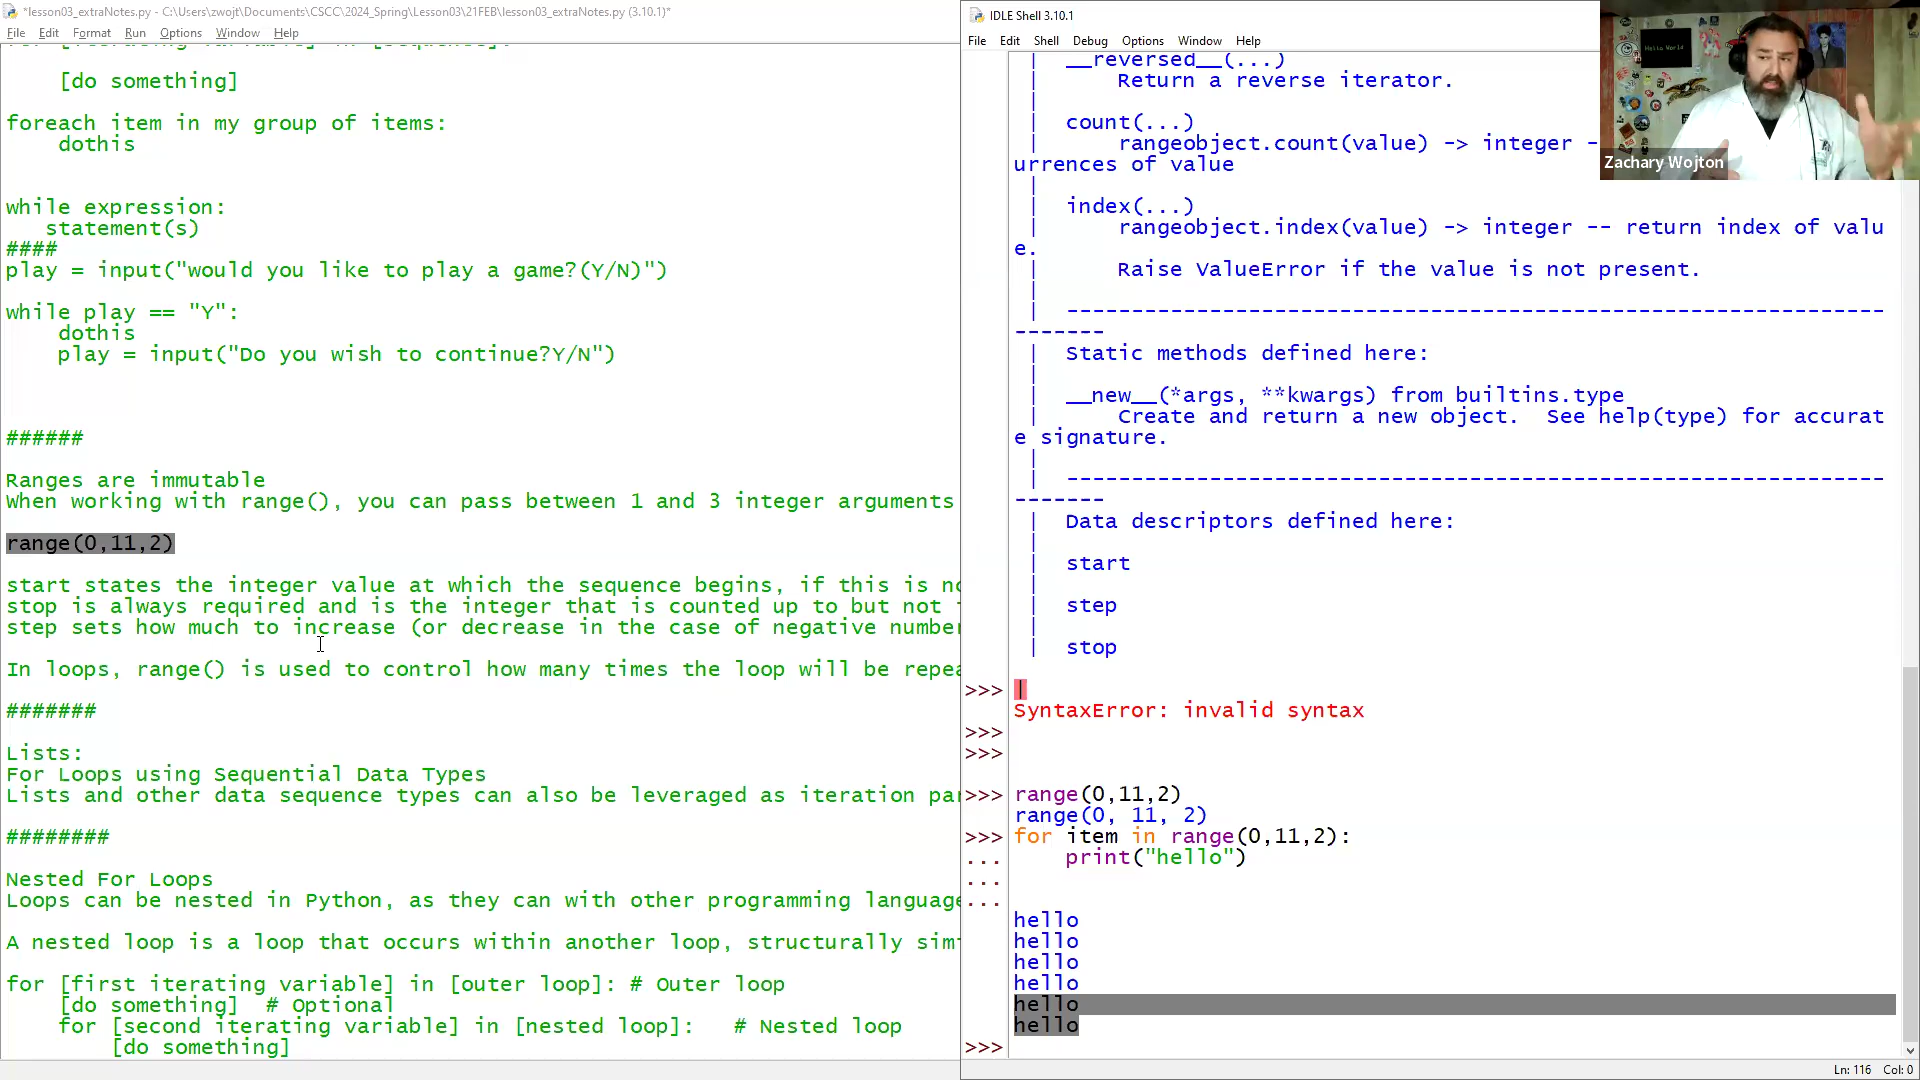 *lesson03_extraNotes.py - C:\Users\zwojt\Documents\CSCC\2024_Spring\Lesson03\21FEB\lesson03_extraNotes.py (3.10.1)*
File Edit Format Run Options Window Help
[do something]
foreach item in my group of items:
dothis
while expression:
statement(s)
####
play = input("would you like to play a game?(Y/N)")
while play == "Y":
dothis
play = input("Do you wish to continue?Y/N")
######
Ranges are immutable
When working with range(), you can pass between 1 and 3 integer arguments
range(0,11,2)
start states the integer value at which the sequence begins, if this is no
stop is always required and is the integer that is counted up to but not
step sets how much to increase (or decrease in the case of negative number
In loops, range() is used to control how many times the loop will be repea
#######
Lists:
For Loops using Sequential Data Types
Lists and other data sequence types can also be leveraged as iteration par
########
Nested For Loops
Loops can be nested in Python, as they can with other programming language
A nested loop is a loop that occurs within another loop, structurally sim
for [first iterating variable] in [outer loop]: # Outer loop
[do something]  # Optional
for [second iterating variable] in [nested loop]:   # Nested loop
[do something]
IDLE Shell 3.10.1
File Edit Shell Debug Options Window Help
| __reversed__(...)
| Return a reverse iterator.
|
| count(...)
| rangeobject.count(value) -> integer -
urrences of value
|
| index(...)
| rangeobject.index(value) -> integer -- return index of valu
e.
| Raise ValueError if the value is not present.
|
| ---------------------------------------------------------------
-------
| Static methods defined here:
|
| __new__(*args, **kwargs) from builtins.type
| Create and return a new object.  See help(type) for accurat
e signature.
|
| ---------------------------------------------------------------
-------
| Data descriptors defined here:
|
| start
|
| step
|
| stop
>>>
SyntaxError: invalid syntax
>>>
>>>
>>> range(0,11,2)
range(0, 11, 2)
>>> for item in range(0,11,2):
... print("hello")
...
...
hello
hello
hello
hello
hello
hello
>>>
Ln: 116 Col: 0
Hello World
Zachary Wojton